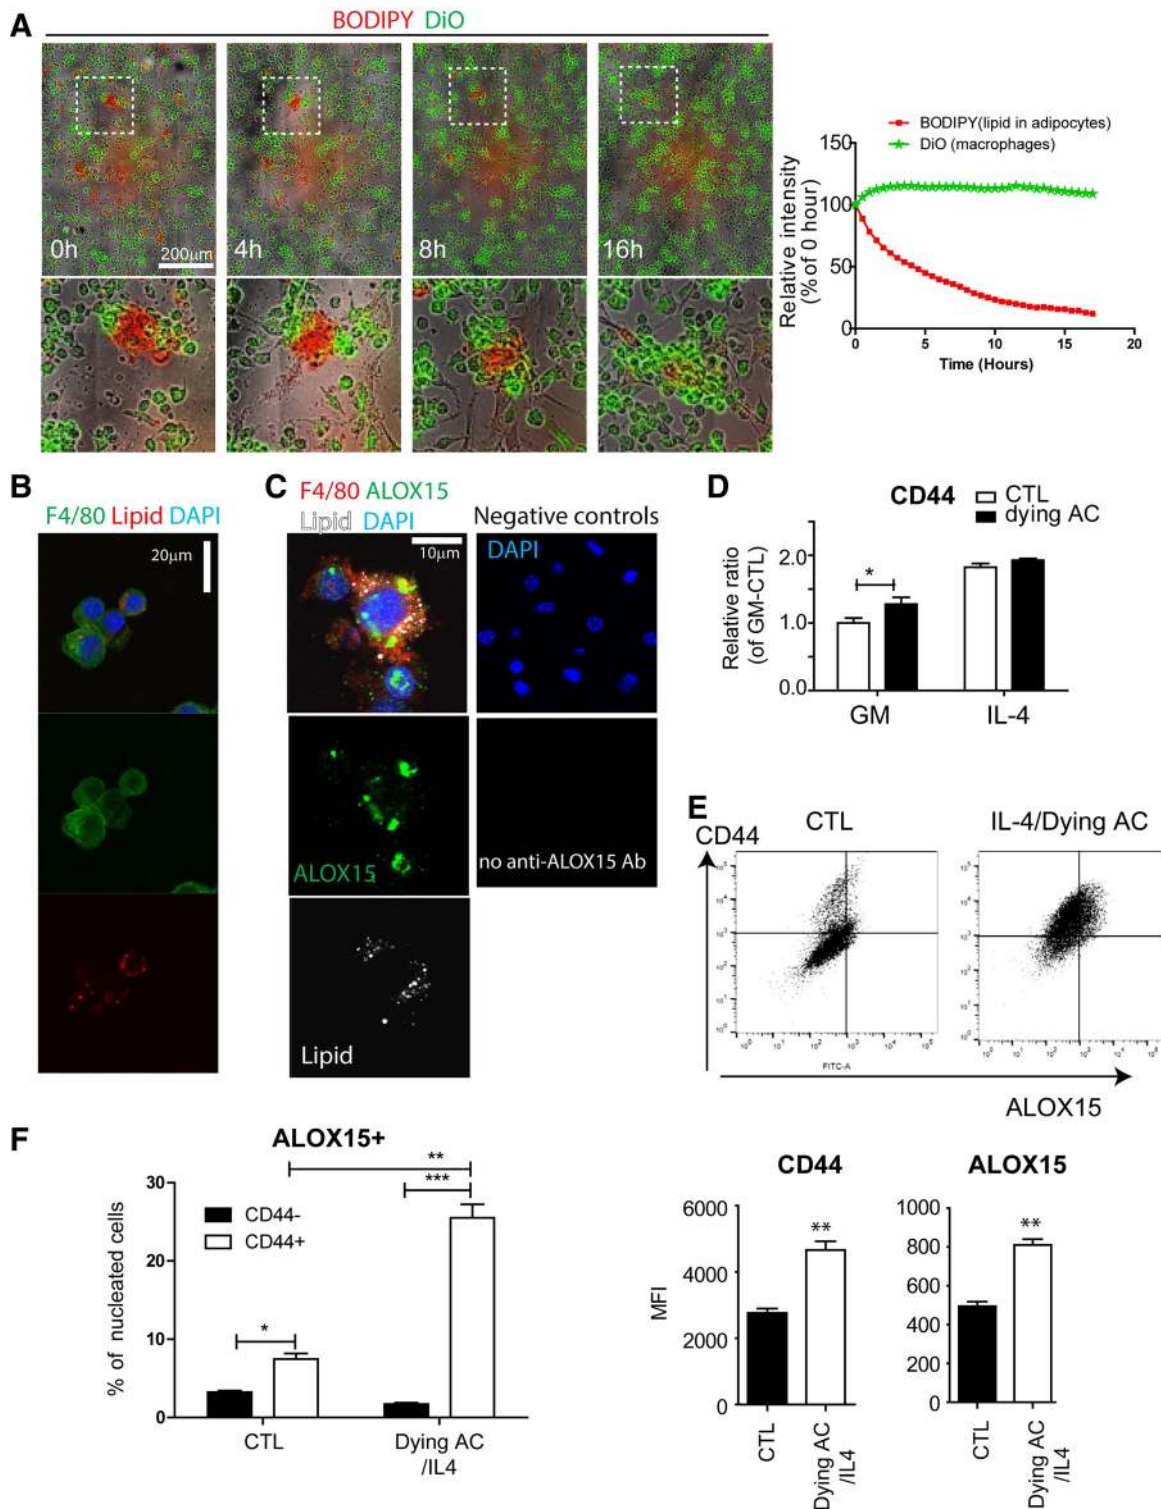 A
BODIPY DiO
0h
200μm
4h
8h
16h
BODIPY(lipid in adipocytes)
DiO (macrophages)
Relative intensity
(% of 0 hour)
150
100
50
0
0 5 10 15 20
Time (Hours)
B
F4/80 Lipid DAPI
20μm
C
F4/80 ALOX15
Lipid DAPI
10μm
ALOX15
Lipid
Negative controls
DAPI
no anti-ALOX15 Ab
D
CD44
CTL
dying AC
Relative ratio
(of GM-CTL)
2.0
1.0
0.0
*
GM IL-4
E
CD44
CTL
IL-4/Dying AC
FITC-A
ALOX15
F
ALOX15+
CD44-
CD44+
% of nucleated cells
30
20
10
0
*
**
***
CTL
Dying AC
/IL4
CD44
MFI
6000
4000
2000
0
**
CTL
Dying AC
/IL4
ALOX15
1000
800
600
400
200
0
**
CTL
Dying AC
/IL4